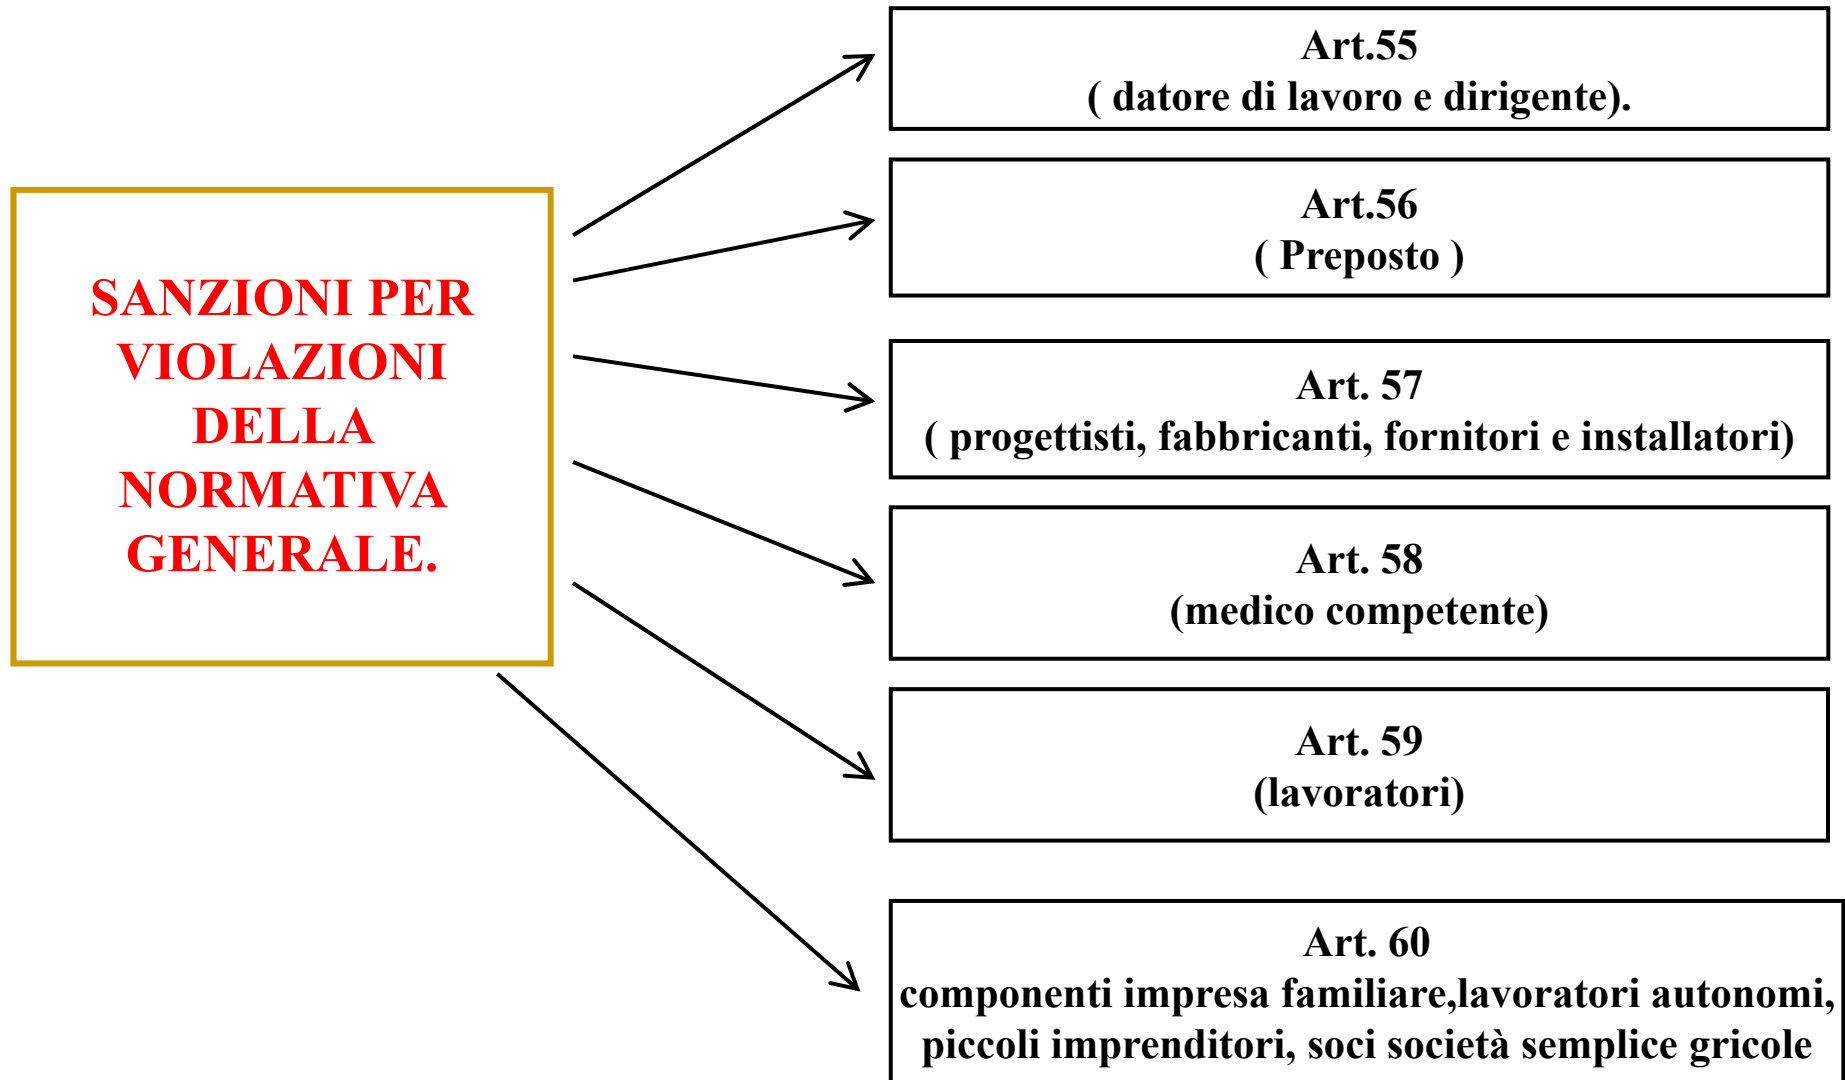 SANZIONI PER
VIOLAZIONI
DELLA
NORMATIVA
GENERALE.
Art.55
( datore di lavoro e dirigente).
Art.56
( Preposto )
Art. 57
( progettisti, fabbricanti, fornitori e installatori)
Art. 58
(medico competente)
Art. 59
(lavoratori)
Art. 60
componenti impresa familiare,lavoratori autonomi,
piccoli imprenditori, soci società semplice gricole